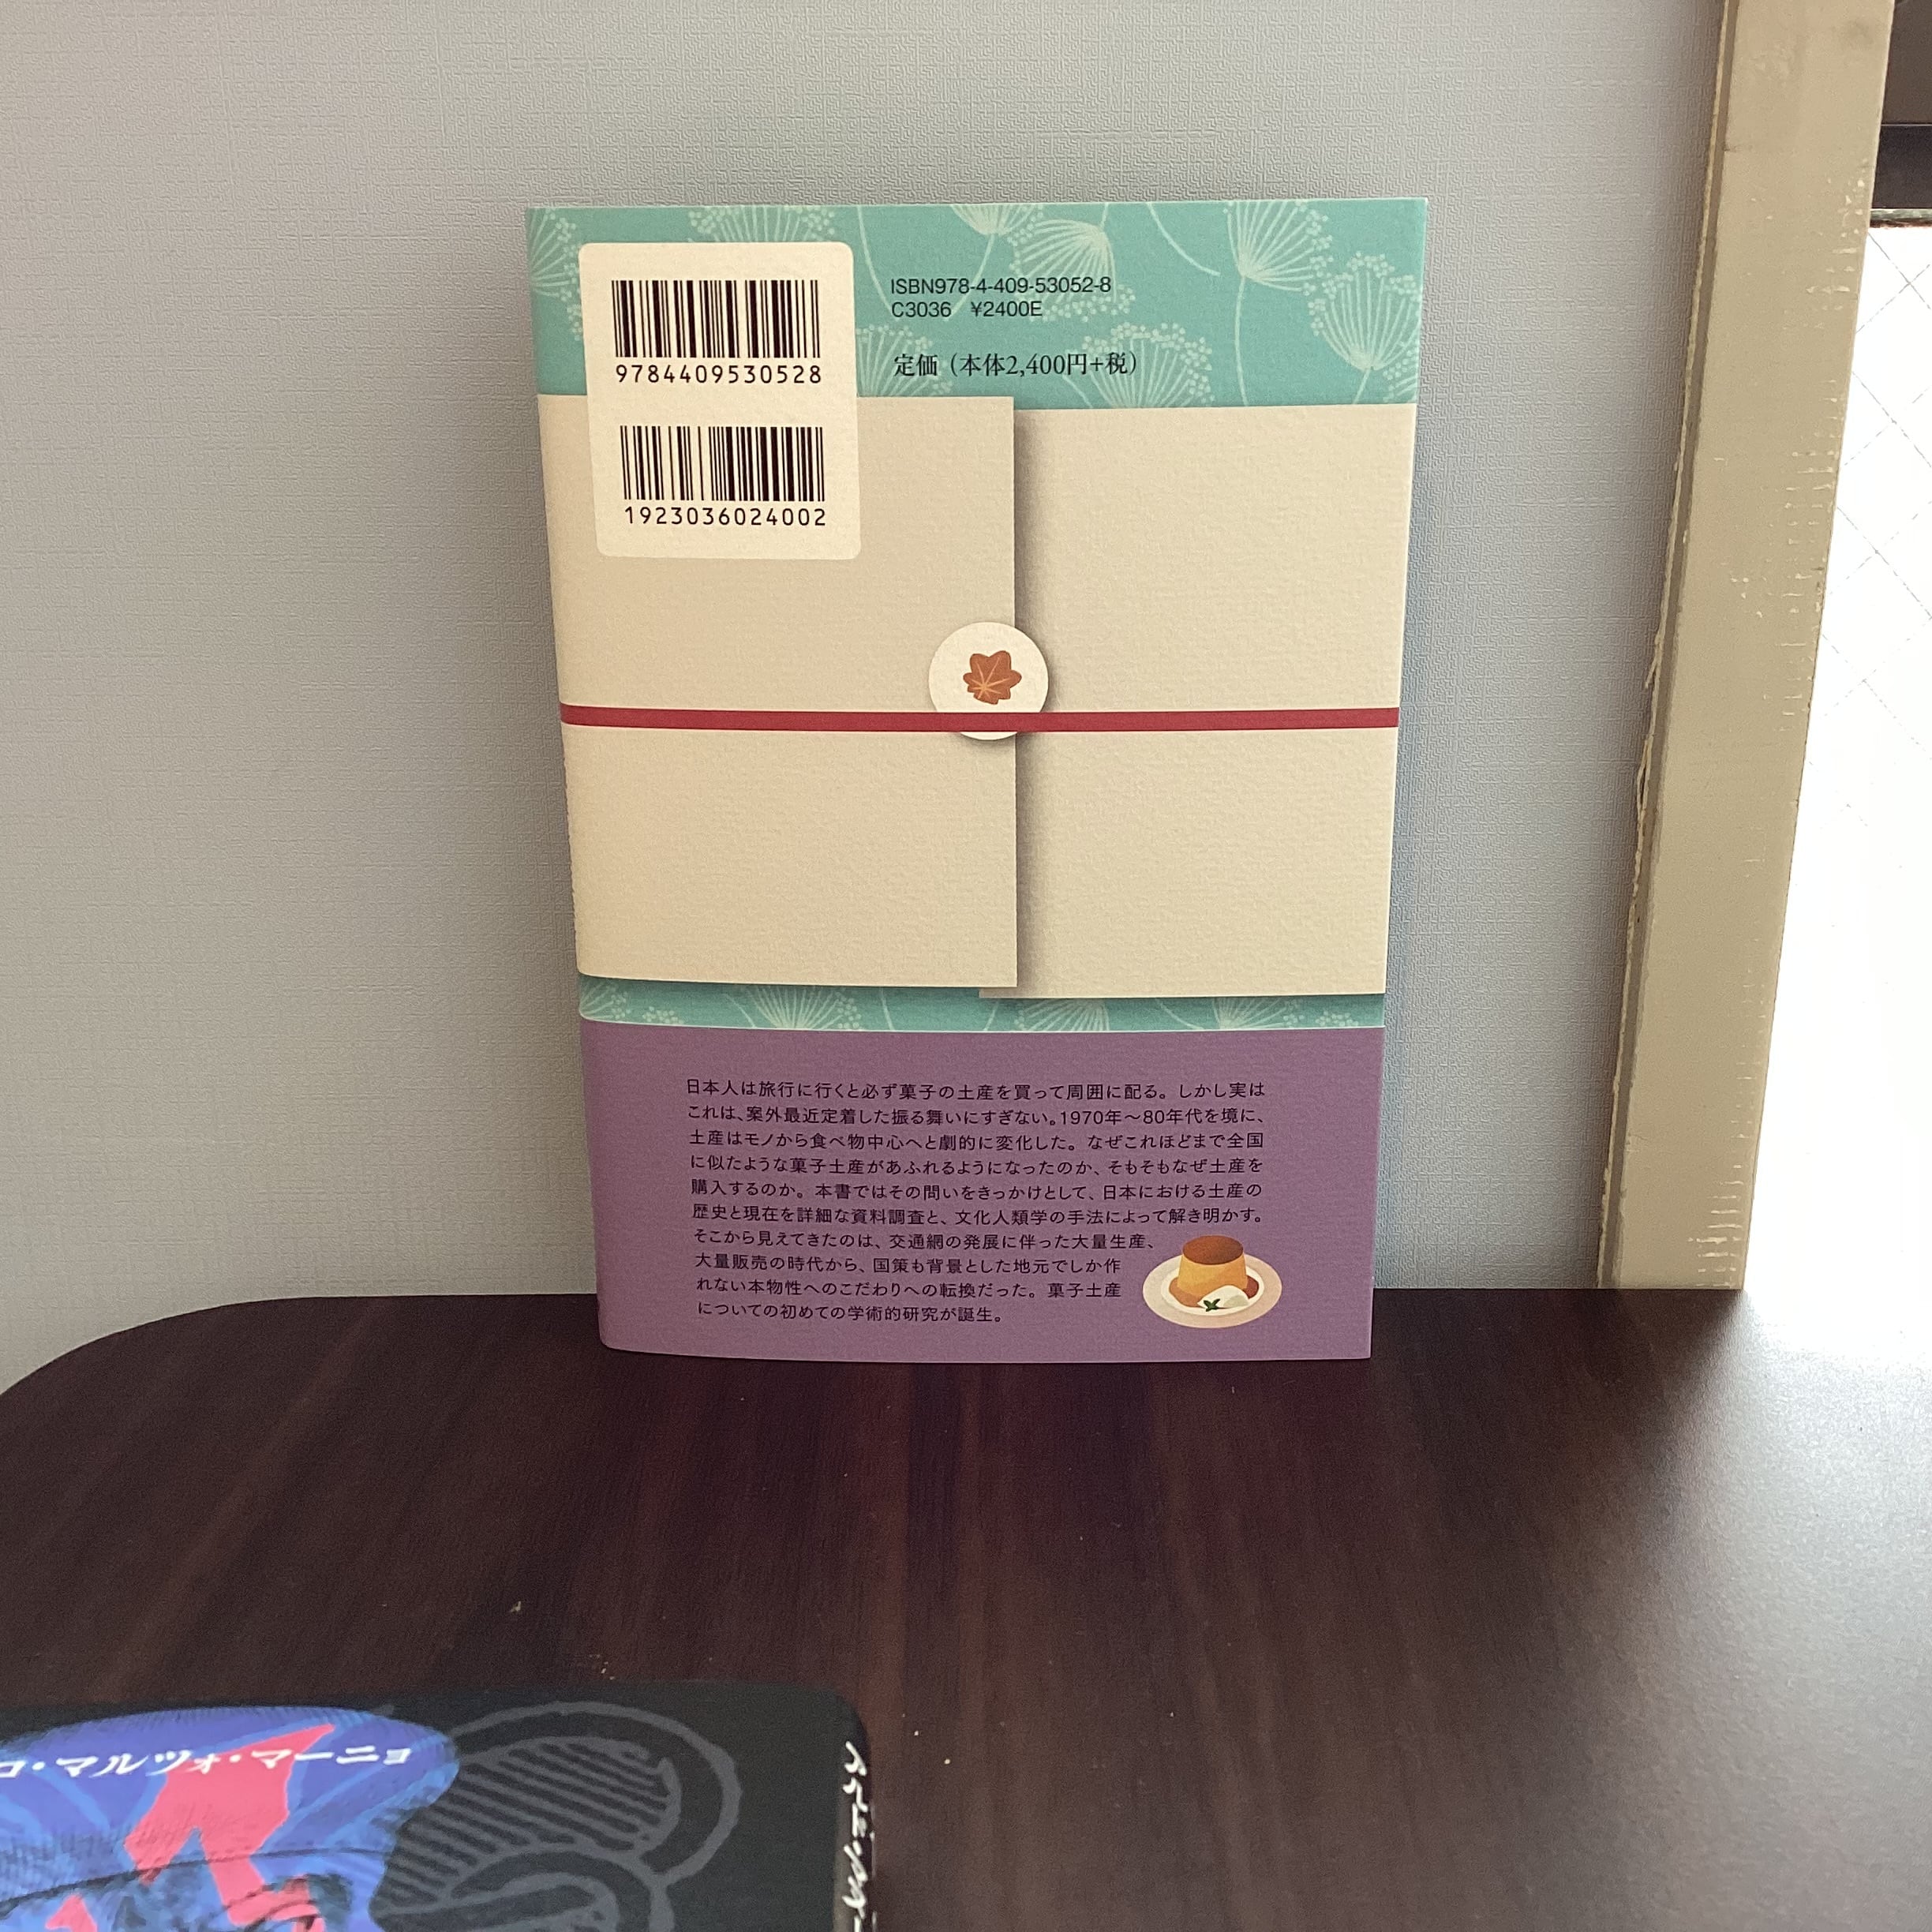 9784409530528
1923036024002
ISBN978-4-409-53052-8
C3036 ¥2400E
定価（本体2,400円+税）
日本人は旅行に行くと必ず菓子の土産を買って周囲に配る。しかし実は
これは、案外最近定着した振る舞いにすぎない。1970年〜80年代を境に、
土産はモノから食べ物中心へと劇的に変化した。なぜこれほどまで全国
に似たような菓子土産があふれるようになったのか、そもそもなぜ土産を
購入するのか。本書ではその問いをきっかけとして、日本における土産の
歴史と現在を詳細な資料調査と、文化人類学の手法によって解き明かす。
そこから見えてきたのは、交通網の発展に伴った大量生産、
大量販売の時代から、国策も背景とした地元でしか作
れない本物性へのこだわりへの転換だった。菓子土産
についての初めての学術的研究が誕生。
コ・マルツォ・マーニョ